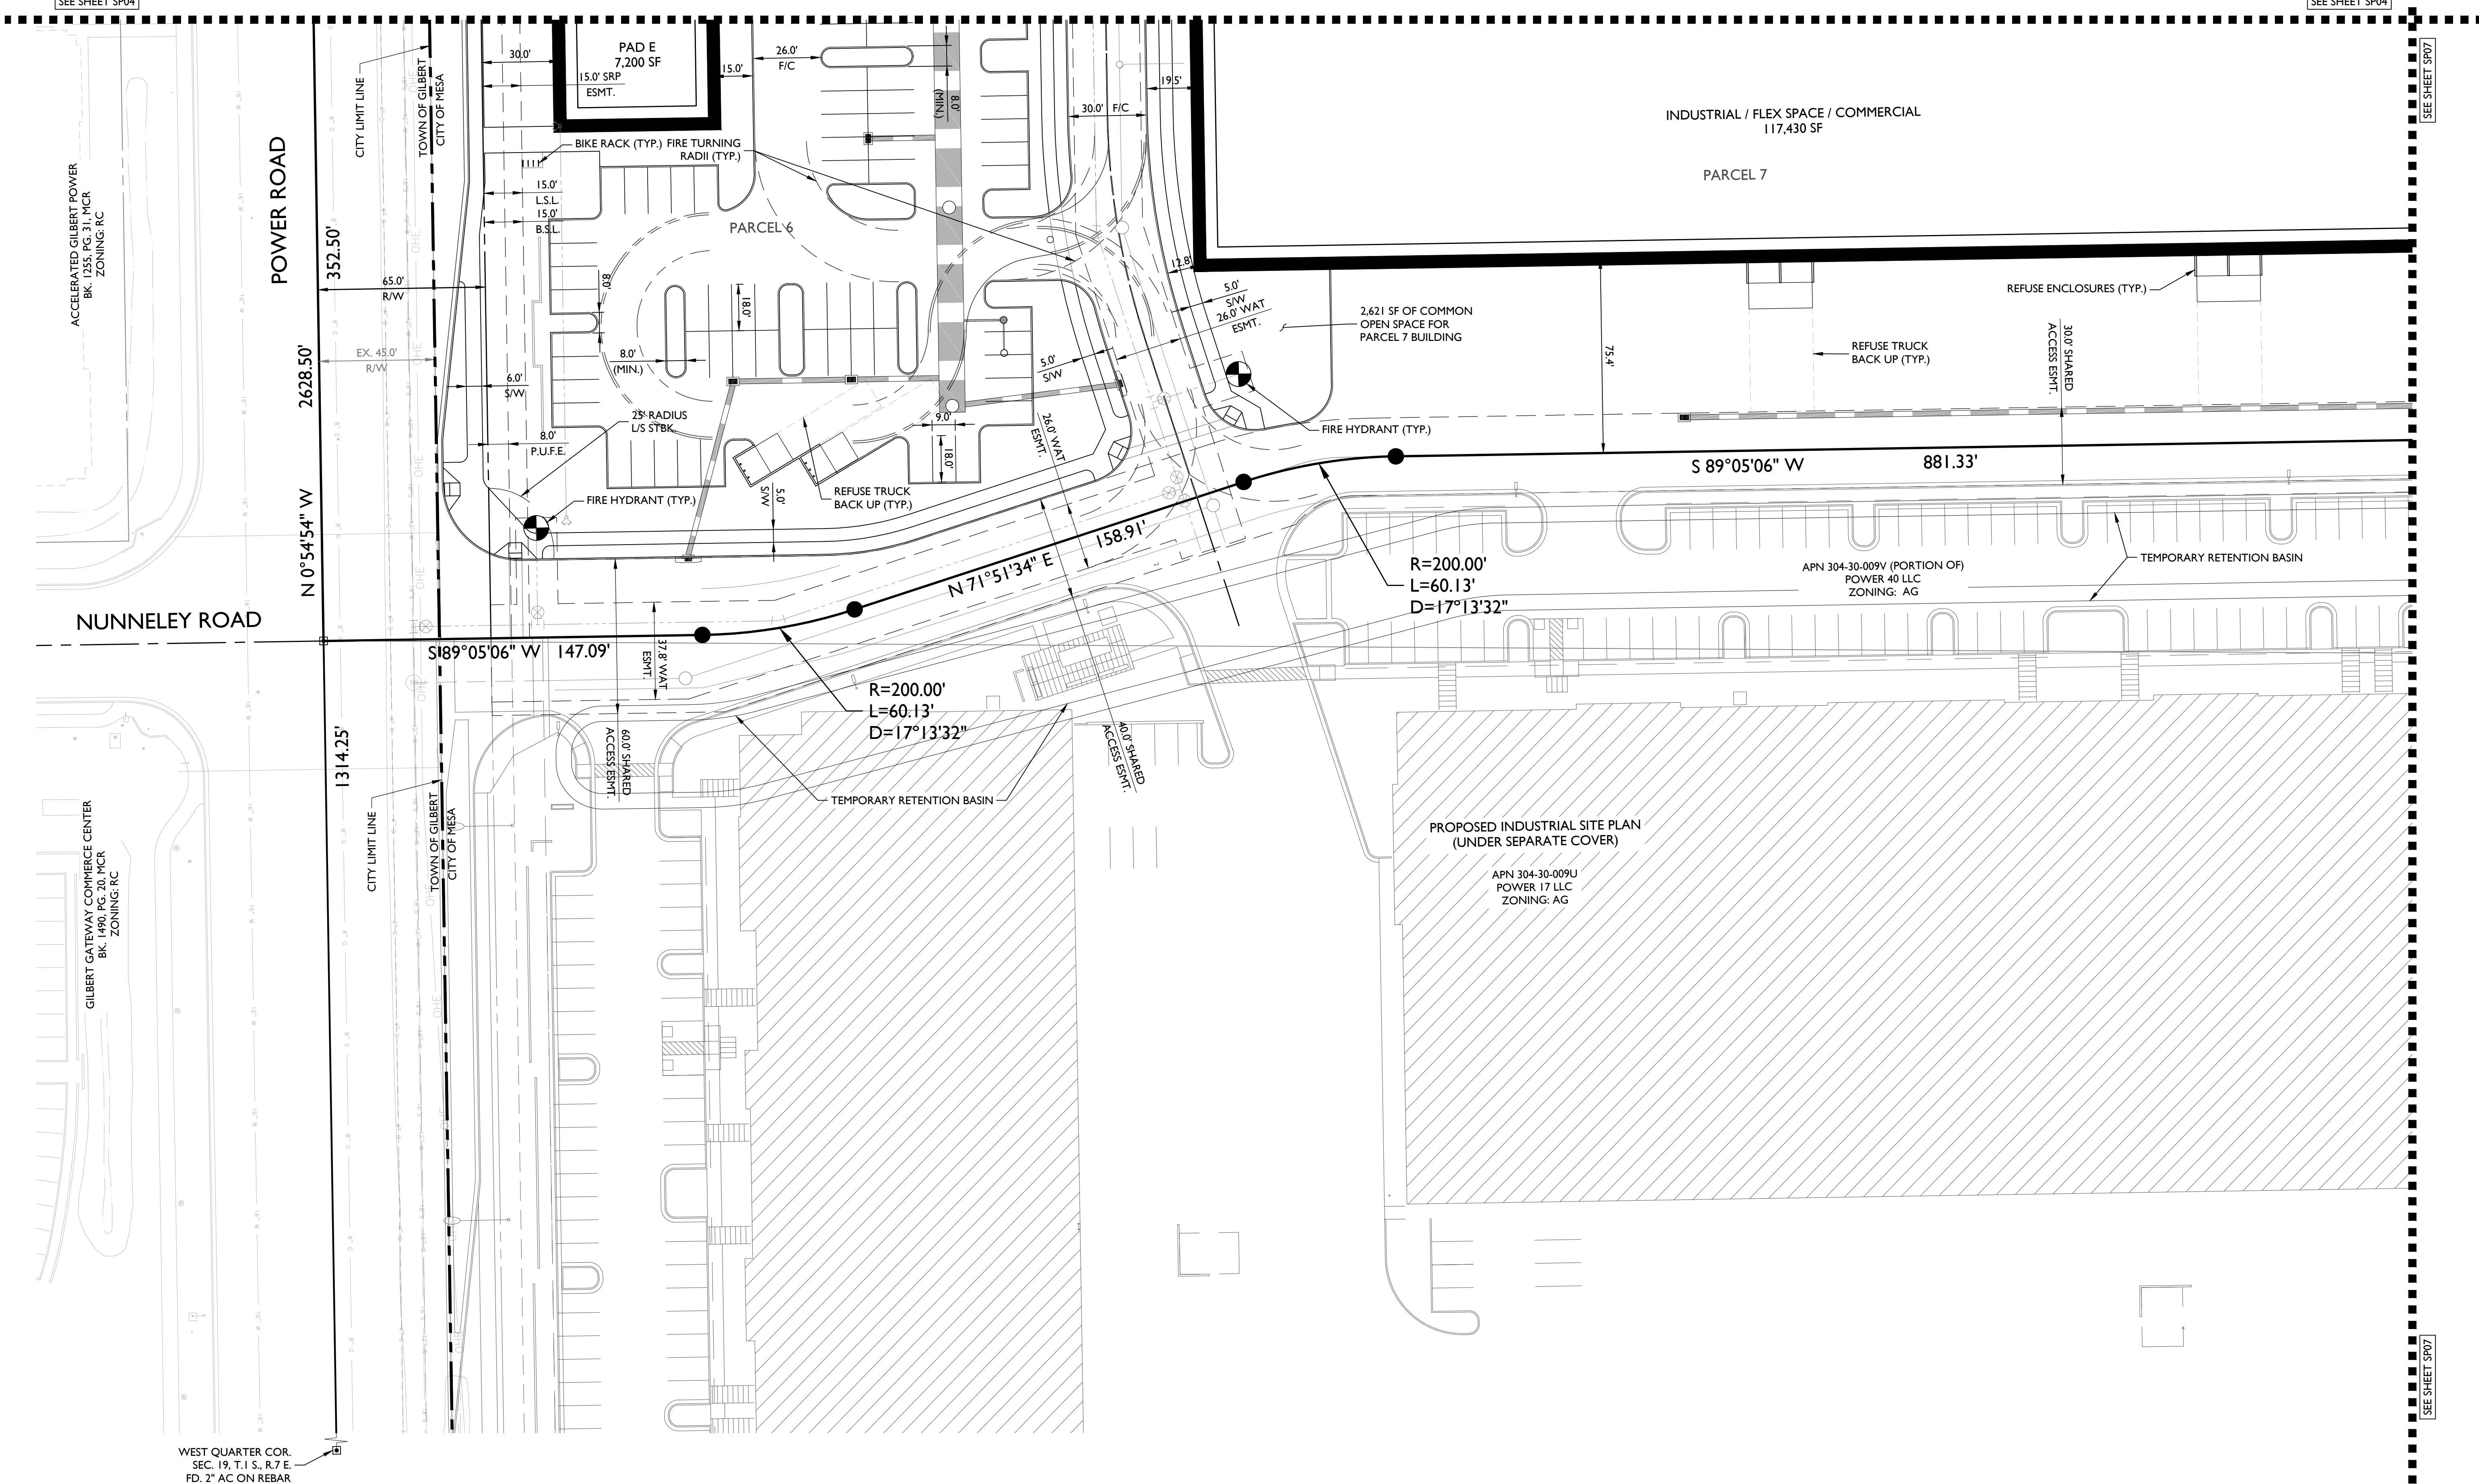 SEE SHEET SP04
SEE SHEET SP04
SEE SHEET SP07
PAD E
7,200 SF
30.0'
15.0' SRP
ESMT.
15.0'
26.0'
F/C
8.0'
(MIN.)
30.0' F/C
19.5'
INDUSTRIAL / FLEX SPACE / COMMERCIAL
117,430 SF
PARCEL 7
CITY LIMIT LINE
TOWN OF GILBERT
CITY OF MESA
POWER ROAD
ACCELERATED GILBERT POWER
BK. 1255, PG. 31, MCR
ZONING: RC
BIKE RACK (TYP.)
FIRE TURNING
RADII (TYP.)
15.0'
L.S.L.
15.0'
B.S.L.
PARCEL 6
352.50'
65.0'
R/W
EX. 45.0'
R/W
2628.50'
8.0'
18.0'
8.0'
(MIN.)
6.0'
S/W
25' RADIUS
L/S STBK.
8.0'
P.U.F.E.
12.8'
5.0'
S/W
26.0' WAT
ESMT.
2,621 SF OF COMMON
OPEN SPACE FOR
PARCEL 7 BUILDING
75.4'
REFUSE ENCLOSURES (TYP.)
REFUSE TRUCK
BACK UP (TYP.)
30.0' SHARED
ACCESS ESMT.
5.0'
S/W
9.0'
18.0'
26.0' WAT
ESMT.
FIRE HYDRANT (TYP.)
FIRE HYDRANT (TYP.)
5.0'
S/W
REFUSE TRUCK
BACK UP (TYP.)
S 89°05'06" W 881.33'
N 0°54'54" W
NUNNELEY ROAD
N 71°51'34" E 158.91'
R=200.00'
L=60.13'
D=17°13'32"
APN 304-30-009V (PORTION OF)
POWER 40 LLC
ZONING: AG
TEMPORARY RETENTION BASIN
S 89°05'06" W 147.09'
37.8' WAT
ESMT.
R=200.00'
L=60.13'
D=17°13'32"
60.0' SHARED
ACCESS ESMT.
40.0' SHARED
ACCESS ESMT.
1314.25'
TEMPORARY RETENTION BASIN
CITY LIMIT LINE
TOWN OF GILBERT
CITY OF MESA
GILBERT GATEWAY COMMERCE CENTER
BK. 1490, PG. 20, MCR
ZONING: RC
PROPOSED INDUSTRIAL SITE PLAN
(UNDER SEPARATE COVER)
APN 304-30-009U
POWER 17 LLC
ZONING: AG
SEE SHEET SP07
WEST QUARTER COR.
SEC. 19, T.1 S., R.7 E.
FD. 2" AC ON REBAR